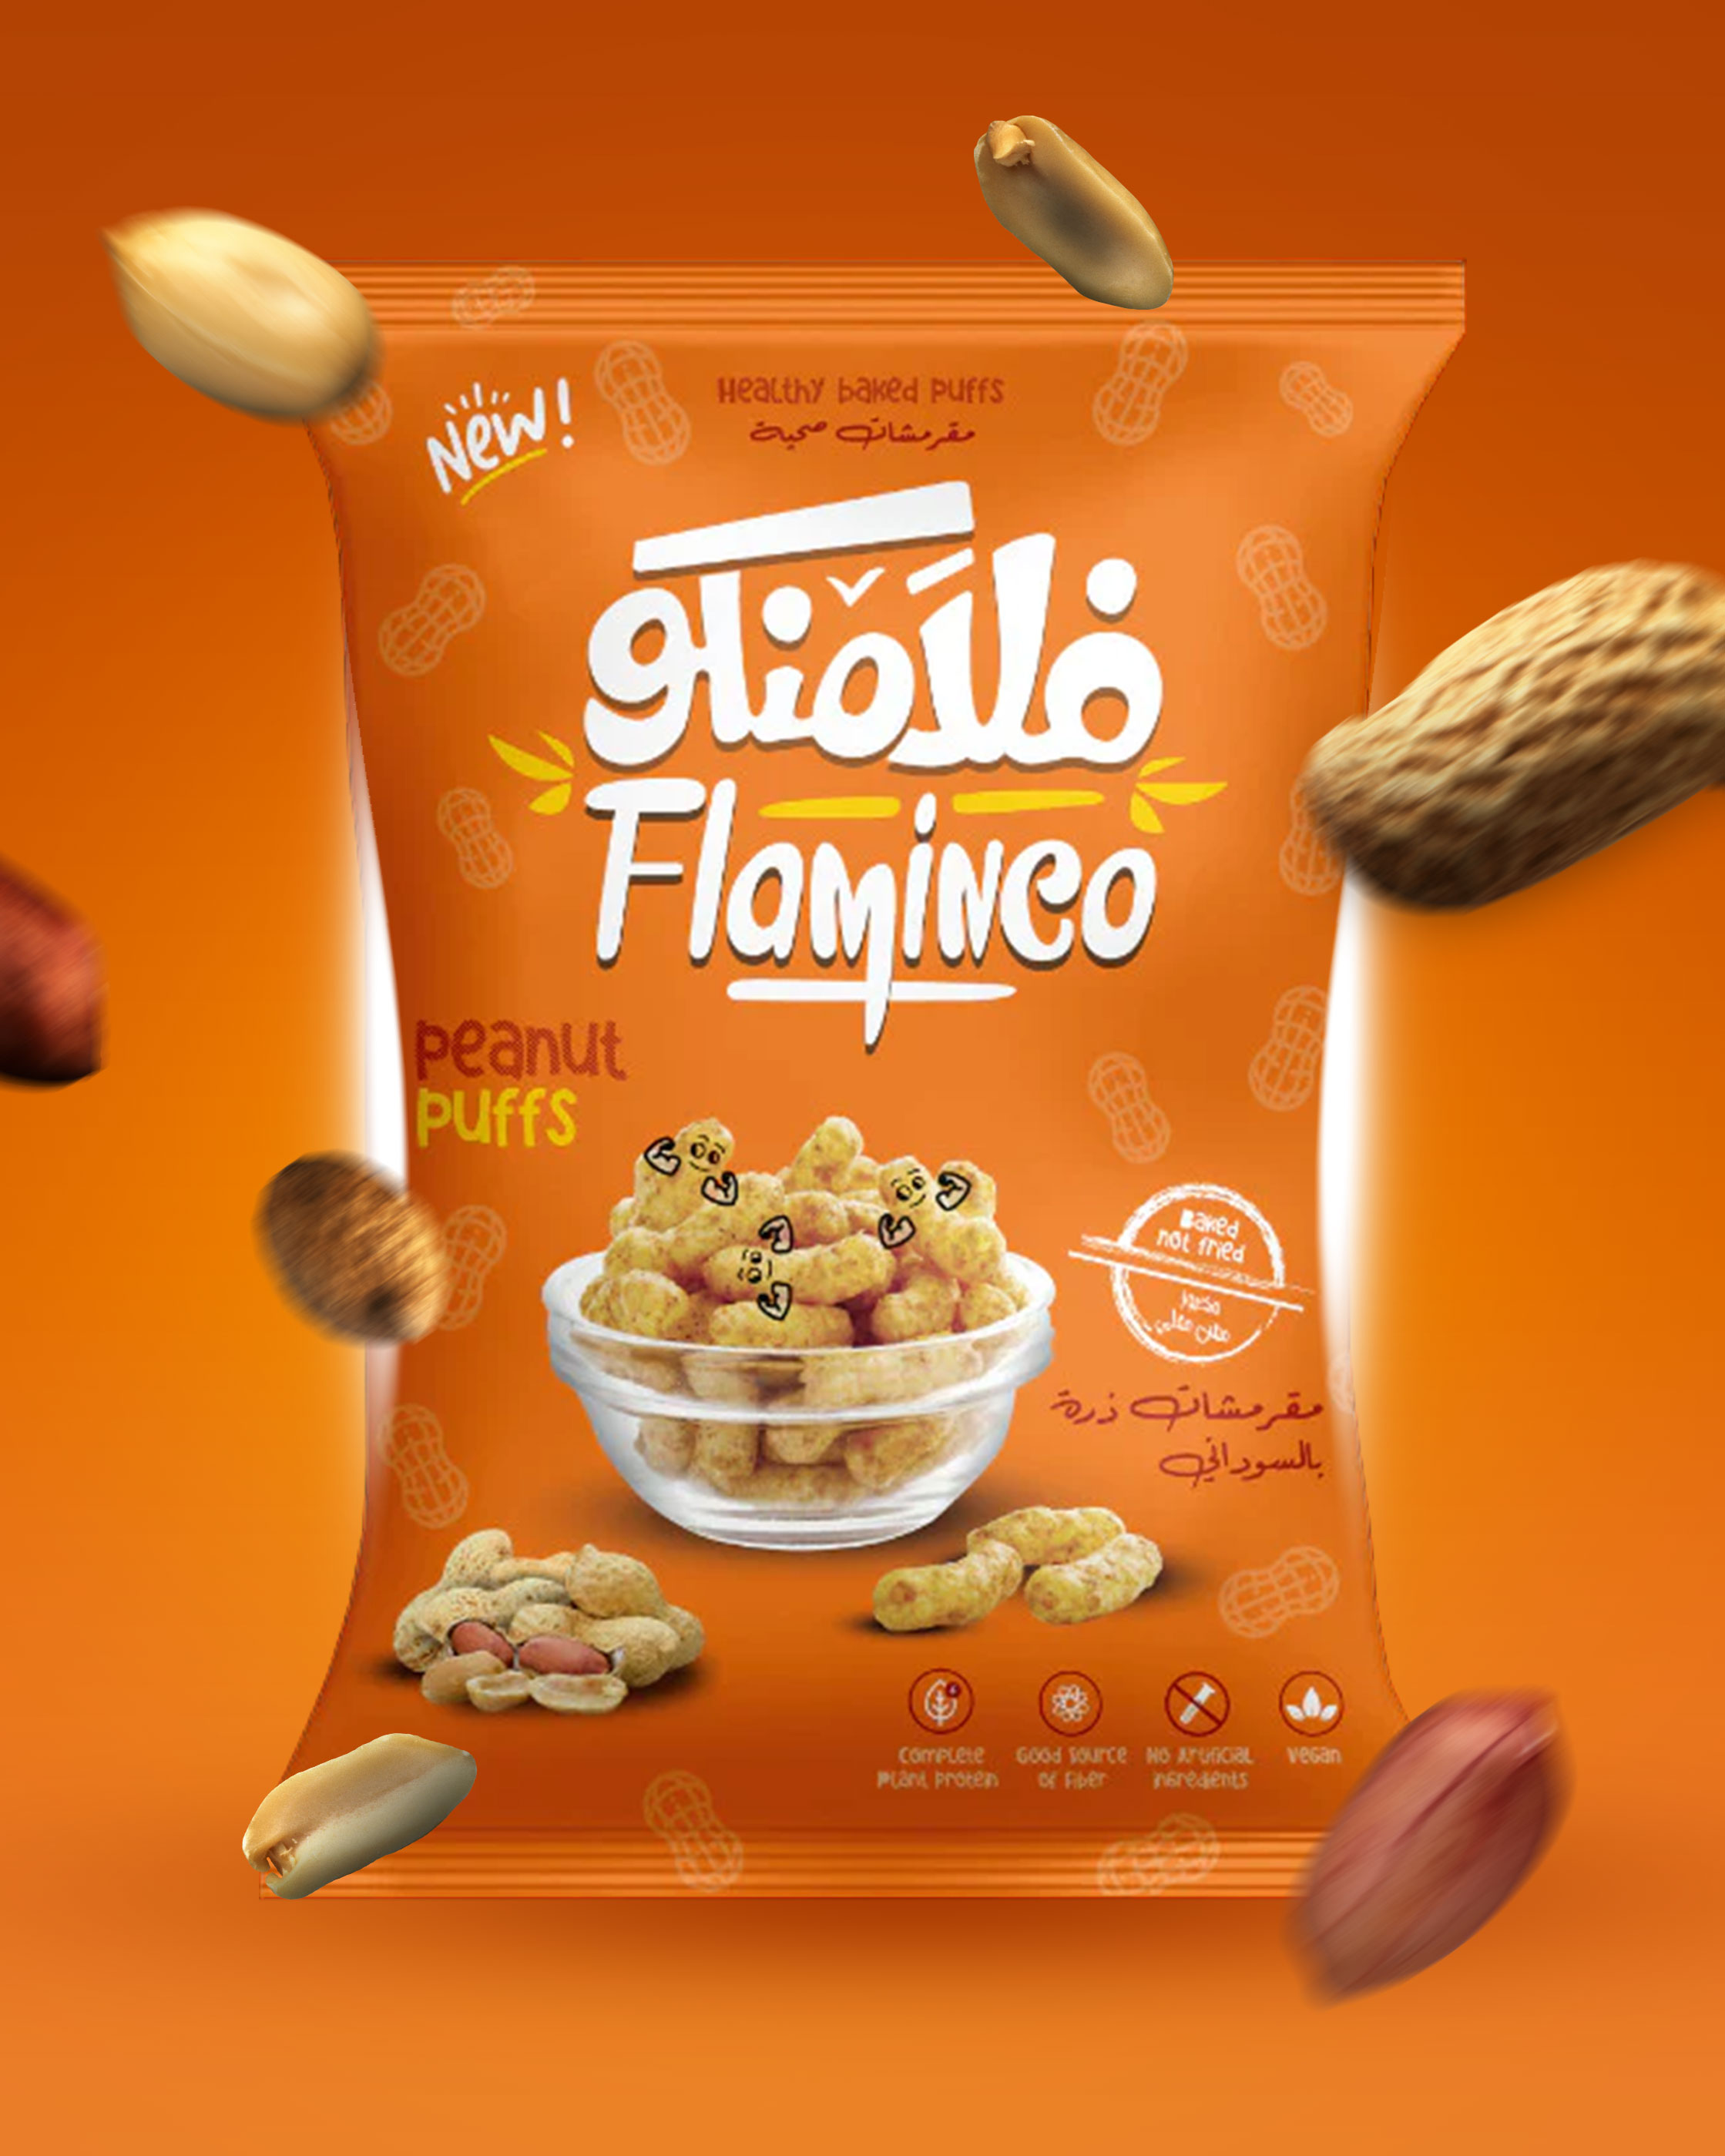 New!
Healthy baked puffs
مقرمشات صحية
فلامنكو
Flaminco
peanut
puffs
Baked
not fried
مخبوز
مش مقلي
مقرمشات ذرة
بالسوداني
Complete
Plant Protein
Good Source
Of Fiber
No Artificial
ingredients
Vegan